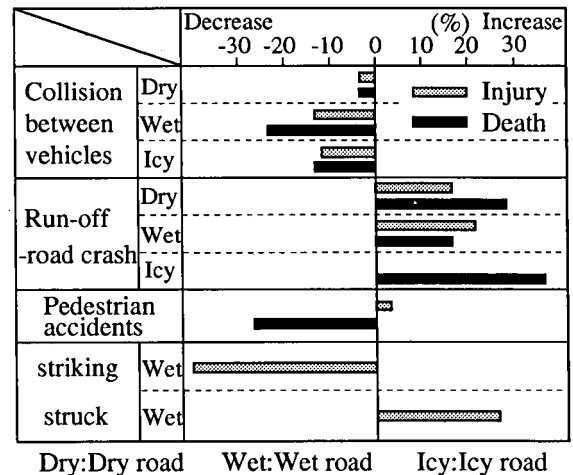 Decrease (%) Increase
-30 -20 -10 0 10 20 30
Collision between vehicles
Dry
Wet
Icy
Injury
Death
Run-off -road crash
Dry
Wet
Icy
Pedestrian accidents
striking Wet
struck Wet
Dry:Dry road Wet:Wet road Icy:Icy road